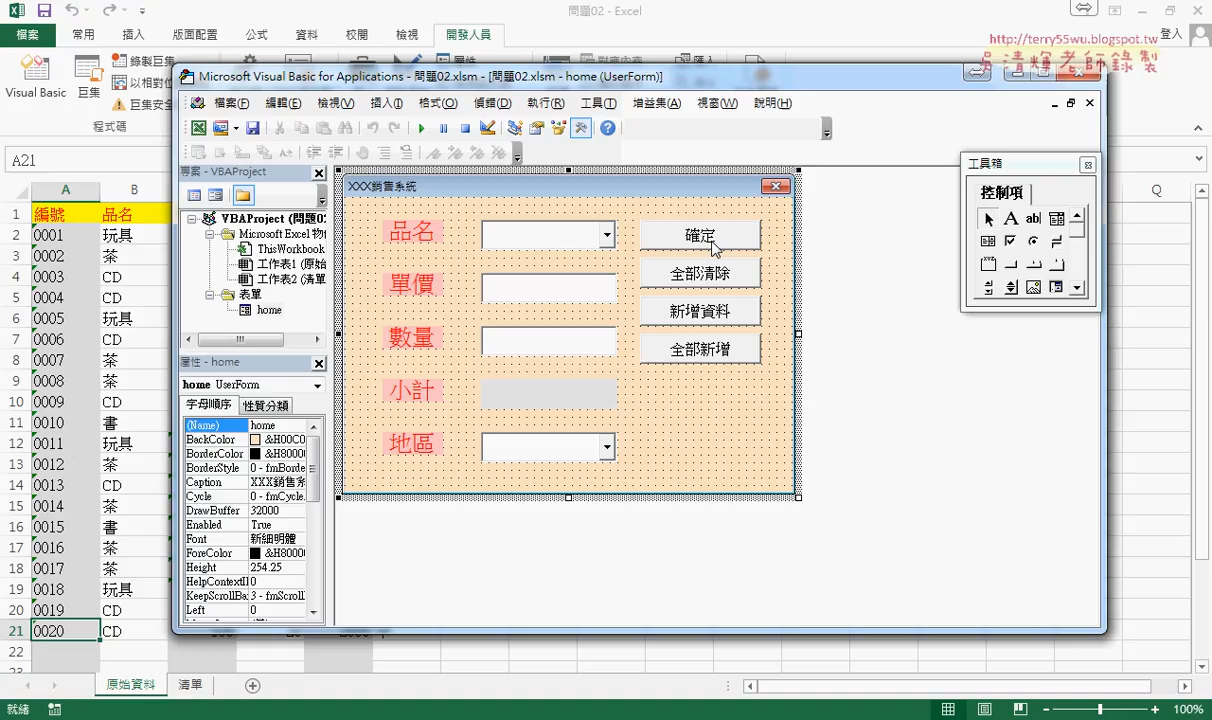 問題02 - Excel
檔案 常用 插入 版面配置 公式 資料 校閱 檢視 開發人員 登入
http://terry55wu.blogspot.tw
吳清輝老師錄製
Visual Basic 巨集 錄製巨集
以相對位
巨集安全
程式碼
A21
Microsoft Visual Basic for Applications - 問題02.xlsm - [問題02.xlsm - home (UserForm)]
檔案(F) 編輯(E) 檢視(V) 插入(I) 格式(O) 偵錯(D) 執行(R) 工具(T) 增益集(A) 視窗(W) 說明(H)
專案 - VBAProject
VBAProject (問題02
Microsoft Excel 物
ThisWorkbook
工作表1 (原始
工作表2 (清單
表單
home
屬性 - home
home UserForm
字母順序 性質分類
(Name) home
BackColor &H00C0
BorderColor &H8000
BorderStyle 0 - fmBorde
Caption XXX銷售系
Cycle 0 - fmCycle
DrawBuffer 32000
Enabled True
Font 新細明體
ForeColor &H8000
Height 254.25
HelpContextI 0
KeepScrollBa 3 - fmScroll
Left 0
XXX銷售系統
品名 確定
全部清除
單價
新增資料
數量 全部新增
小計
地區
工具箱
控制項
A B Q
1 編號 品名
2 0001 玩具
3 0002 茶
4 0003 CD
5 0004 CD
6 0005 玩具
7 0006 CD
8 0007 茶
9 0008 茶
10 0009 CD
11 0010 書
12 0011 玩具
13 0012 茶
14 0013 CD
15 0014 茶
16 0015 書
17 0016 茶
18 0017 茶
19 0018 玩具
20 0019 CD
21 0020 CD
22
23
原始資料 清單
就緒 100%